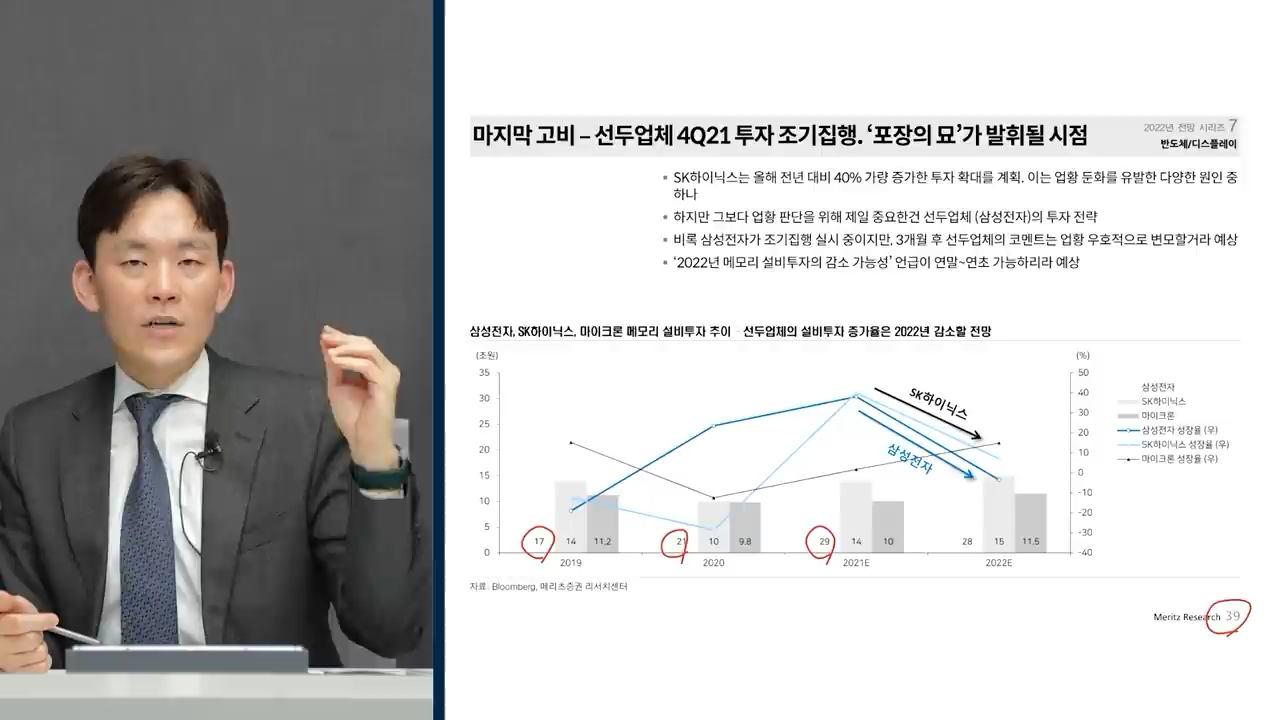 마지막 고비 – 선두업체 4Q21 투자 조기집행. ‘포장의 묘’가 발휘될 시점
2022년 전망 시리즈 7
반도체/디스플레이
▪ SK하이닉스는 올해 전년 대비 40% 가량 증가한 투자 확대를 계획. 이는 업황 둔화를 유발한 다양한 원인 중
하나
▪ 하지만 그보다 업황 판단을 위해 제일 중요한건 선두업체 (삼성전자)의 투자 전략
▪ 비록 삼성전자가 조기집행 실시 중이지만, 3개월 후 선두업체의 코멘트는 업황 우호적으로 변모할거라 예상
▪ ‘2022년 메모리 설비투자의 감소 가능성’ 언급이 연말~연초 가능하리라 예상
삼성전자, SK하이닉스, 마이크론 메모리 설비투자 추이 – 선두업체의 설비투자 증가율은 2022년 감소할 전망
(조원)
(%)
35
30
25
20
15
10
5
0
50
40
30
20
10
0
-10
-20
-30
-40
SK하이닉스
삼성전자
17 14 11.2
21 10 9.8
29 14 10
28 15 11.5
2019 2020 2021E 2022E
삼성전자
SK하이닉스
마이크론
삼성전자 성장율 (우)
SK하이닉스 성장율 (우)
마이크론 성장율 (우)
자료: Bloomberg, 메리츠증권 리서치센터
Meritz Research 39